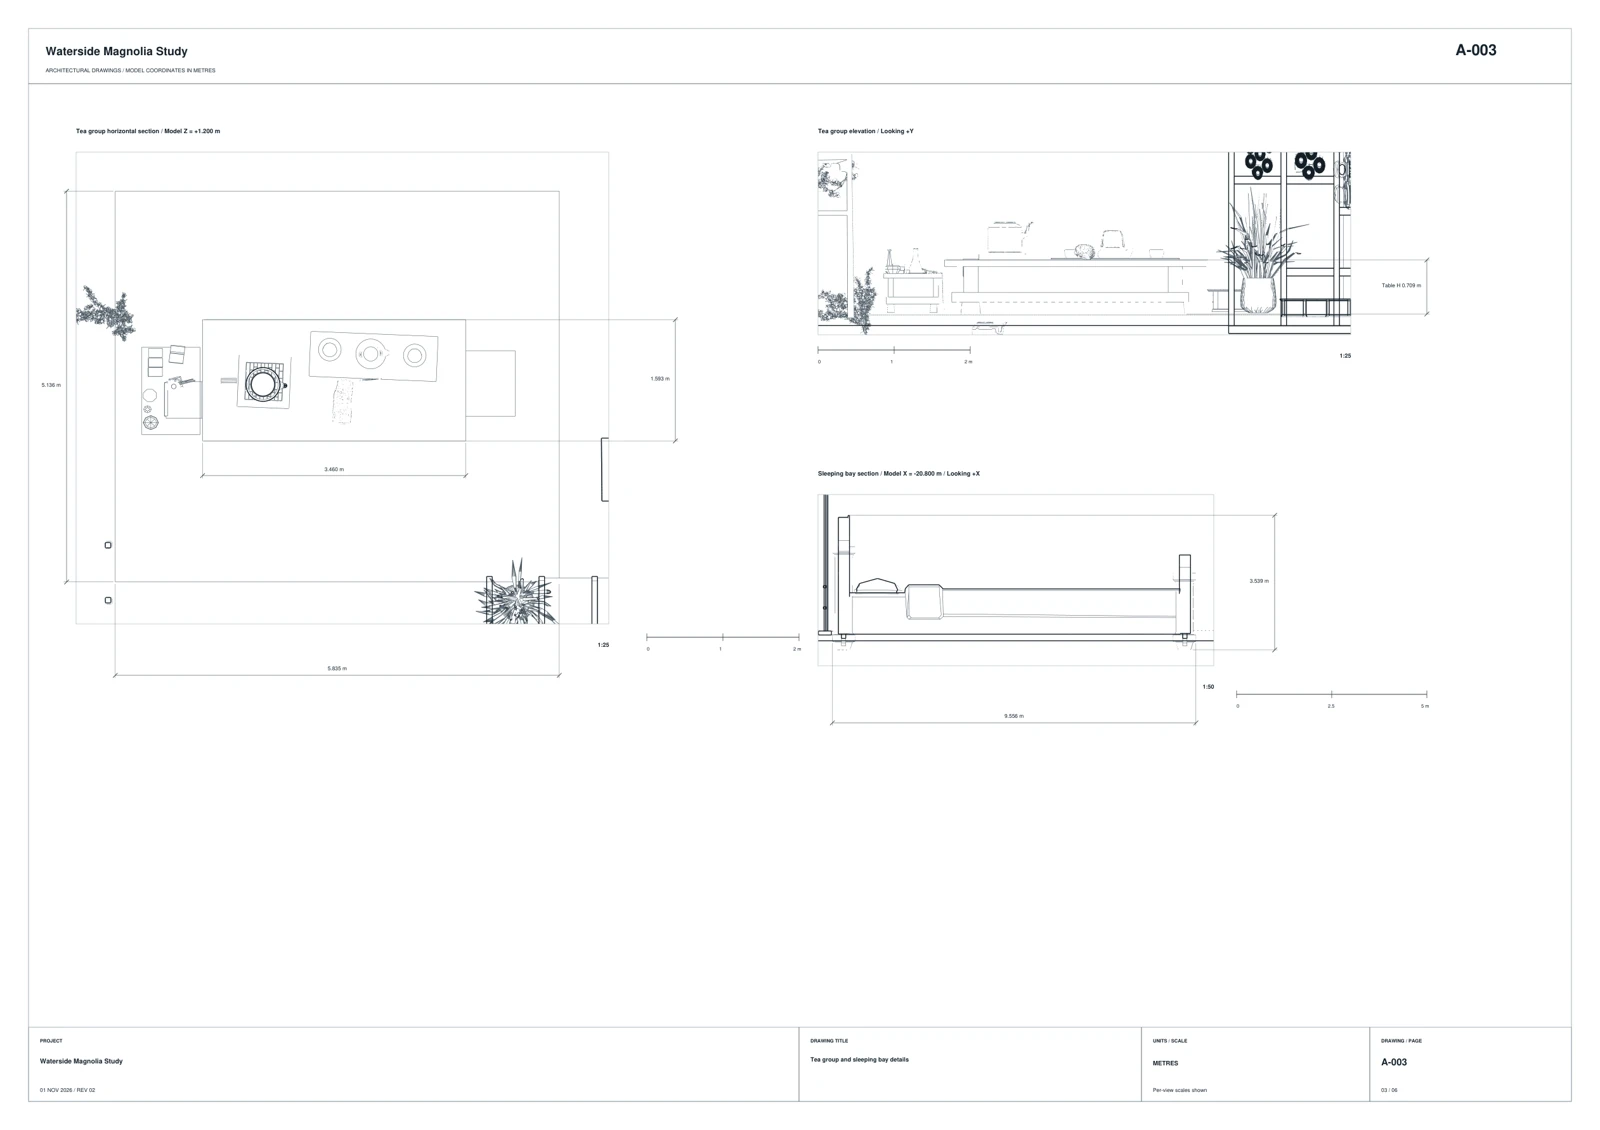 Waterside Magnolia Study
A-003
ARCHITECTURAL DRAWINGS / MODEL COORDINATES IN METRES
Tea group horizontal section / Model Z = +1.200 m
5.136 m
1.593 m
3.460 m
1:25
0 1 2 m
5.835 m
Tea group elevation / Looking +Y
Table H 0.709 m
1:25
0 1 2 m
Sleeping bay section / Model X = -20.800 m / Looking +X
3.539 m
1:50
0 2.5 5 m
9.556 m
PROJECT
Waterside Magnolia Study
01 NOV 2026 / REV 02
DRAWING TITLE
Tea group and sleeping bay details
UNITS / SCALE
METRES
Per-view scales shown
DRAWING / PAGE
A-003
03 / 06